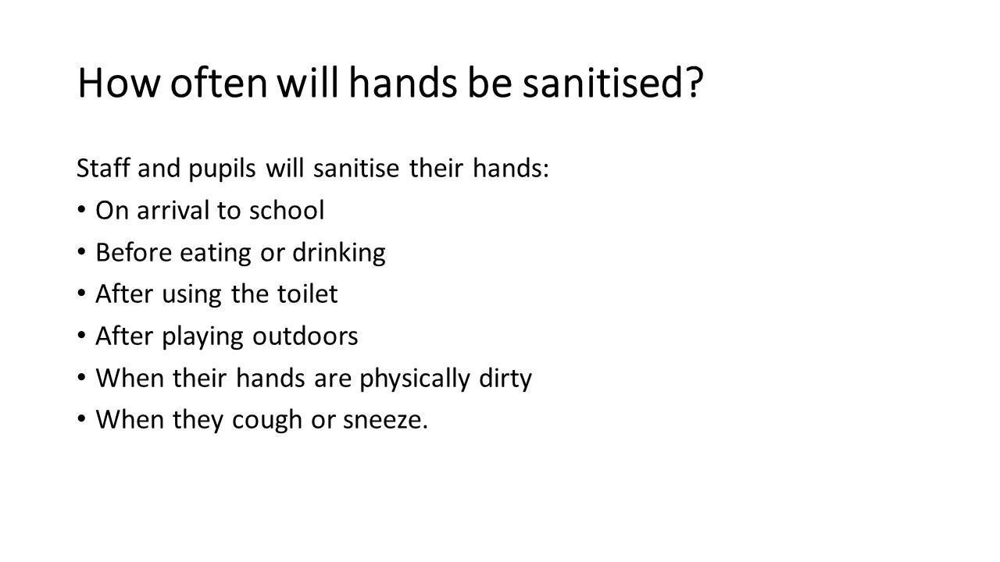 How often will hands be sanitised?
Staff and pupils will sanitise their hands:
• On arrival to school
• Before eating or drinking
• After using the toilet
• After playing outdoors
• When their hands are physically dirty
• When they cough or sneeze.